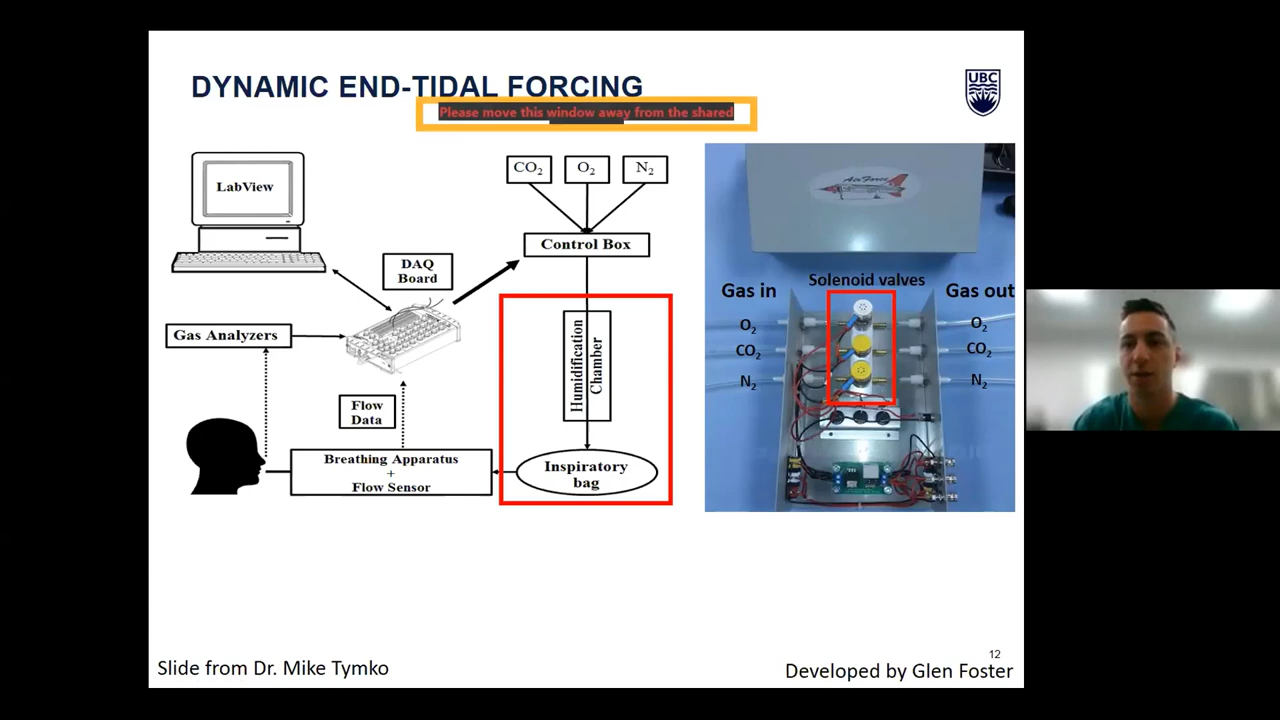 DYNAMIC END-TIDAL FORCING
Please move this window away from the shared
UBC
LabView
CO₂
O₂
N₂
Control Box
DAQ
Board
Gas Analyzers
Flow
Data
Humidification
Chamber
Breathing Apparatus
+
Flow Sensor
Inspiratory
bag
Air Force
Solenoid valves
Gas in
Gas out
O₂
O₂
CO₂
CO₂
N₂
N₂
12
Slide from Dr. Mike Tymko
Developed by Glen Foster